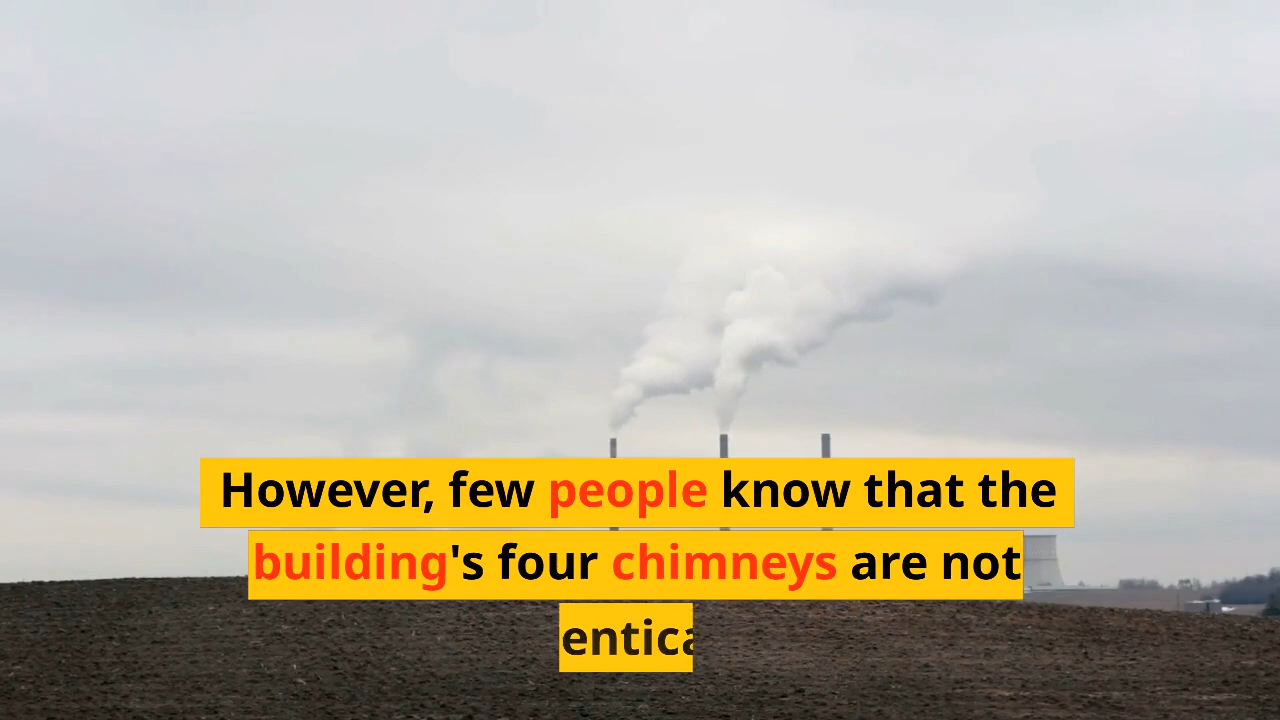 However, few people know that the
building's four chimneys are not
entica